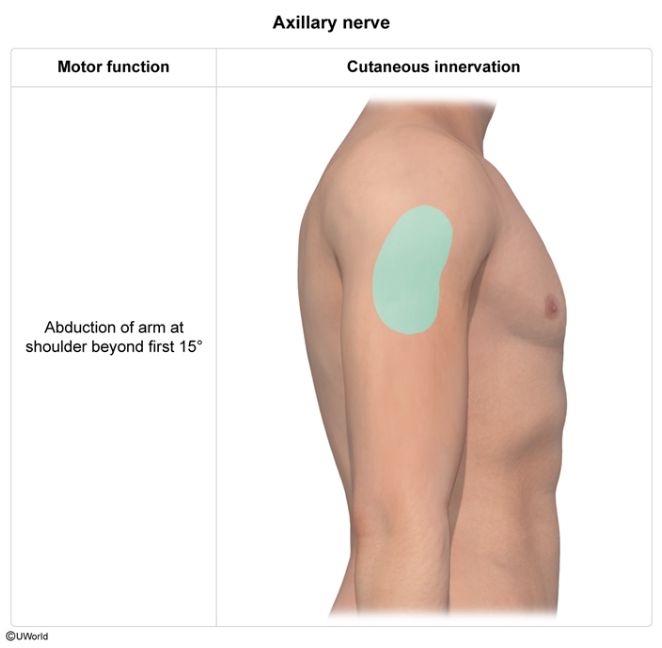 Axillary nerve
Motor function
Cutaneous innervation
Abduction of arm at
shoulder beyond first 15°
©UWorld